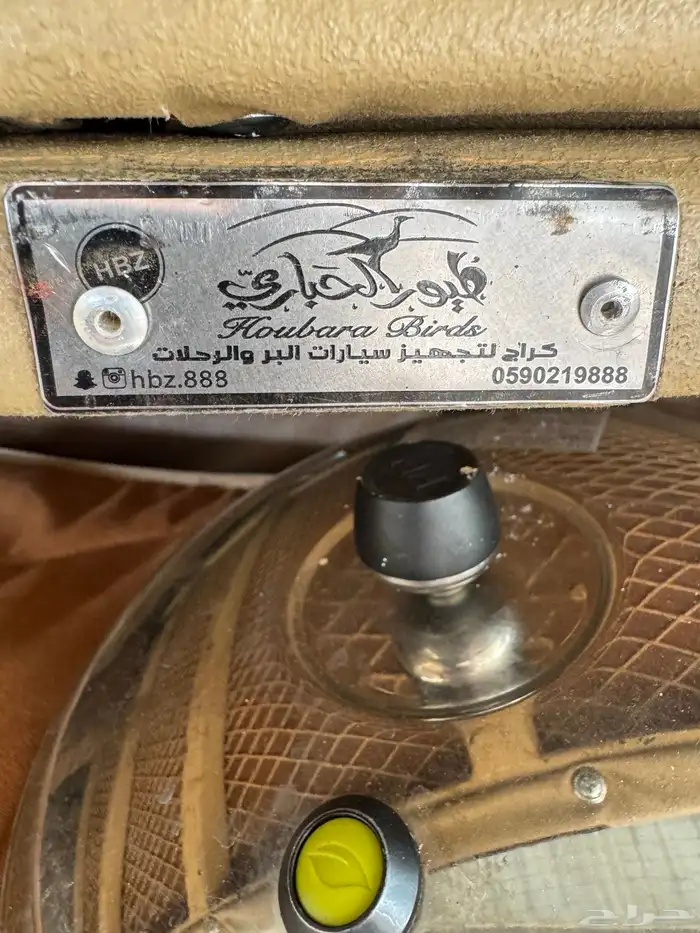 HBZ
طيور الحباري
Houbara Birds
كراج لتجهيز سيارات البر والرحلات
hbz.888
0590219888
حراج